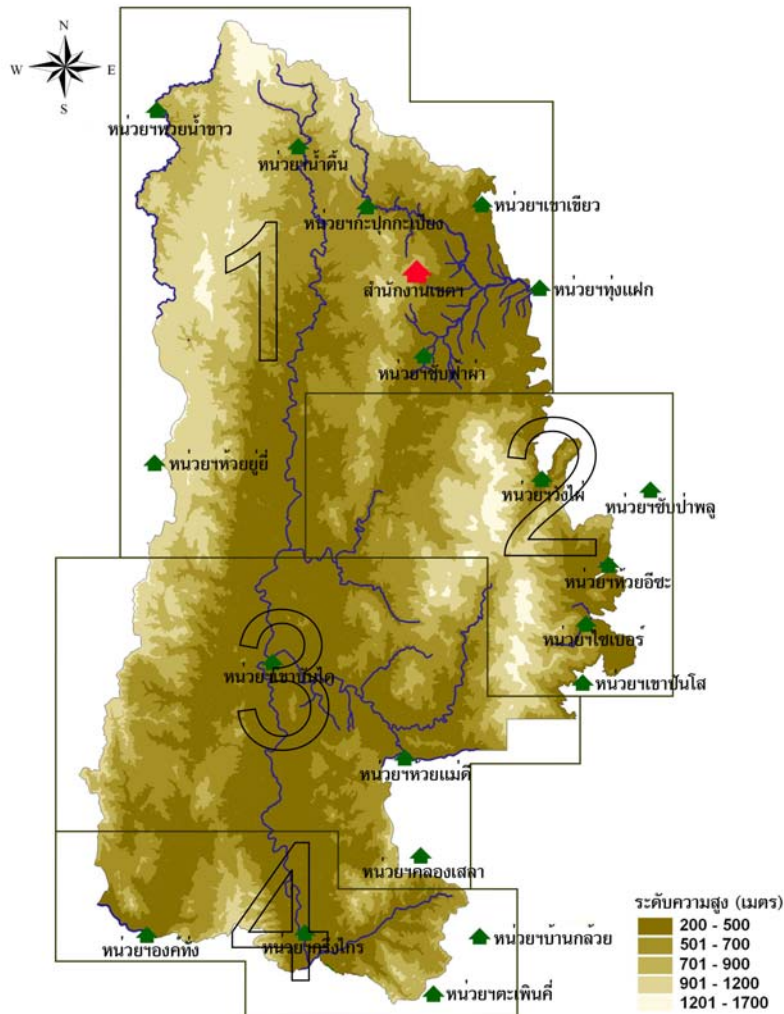 N
W E
S
หน่วยฯห้วยน้ำขาว
หน่วยฯน้ำตื้น
หน่วยฯกะปุกกะเปียง
หน่วยฯเขาเขียว
1
สำนักงานเขตฯ
หน่วยฯทุ่งแฝก
หน่วยฯซับฟ้าผ่า
หน่วยฯห้วยยู่ยี่
2
หน่วยฯวังไผ่
หน่วยฯซับป่าพลู
หน่วยฯห้วยอีซะ
หน่วยฯไซเบอร์
3
หน่วยฯเขาบันได
หน่วยฯเขาปันโส
หน่วยฯห้วยแม่ดี
หน่วยฯคลองเสลา
4
หน่วยฯองค์ทั่ง
หน่วยฯกรึงไกร
หน่วยฯบ้านกล้วย
หน่วยฯตะเพินคี่
ระดับความสูง (เมตร)
200 - 500
501 - 700
701 - 900
901 - 1200
1201 - 1700